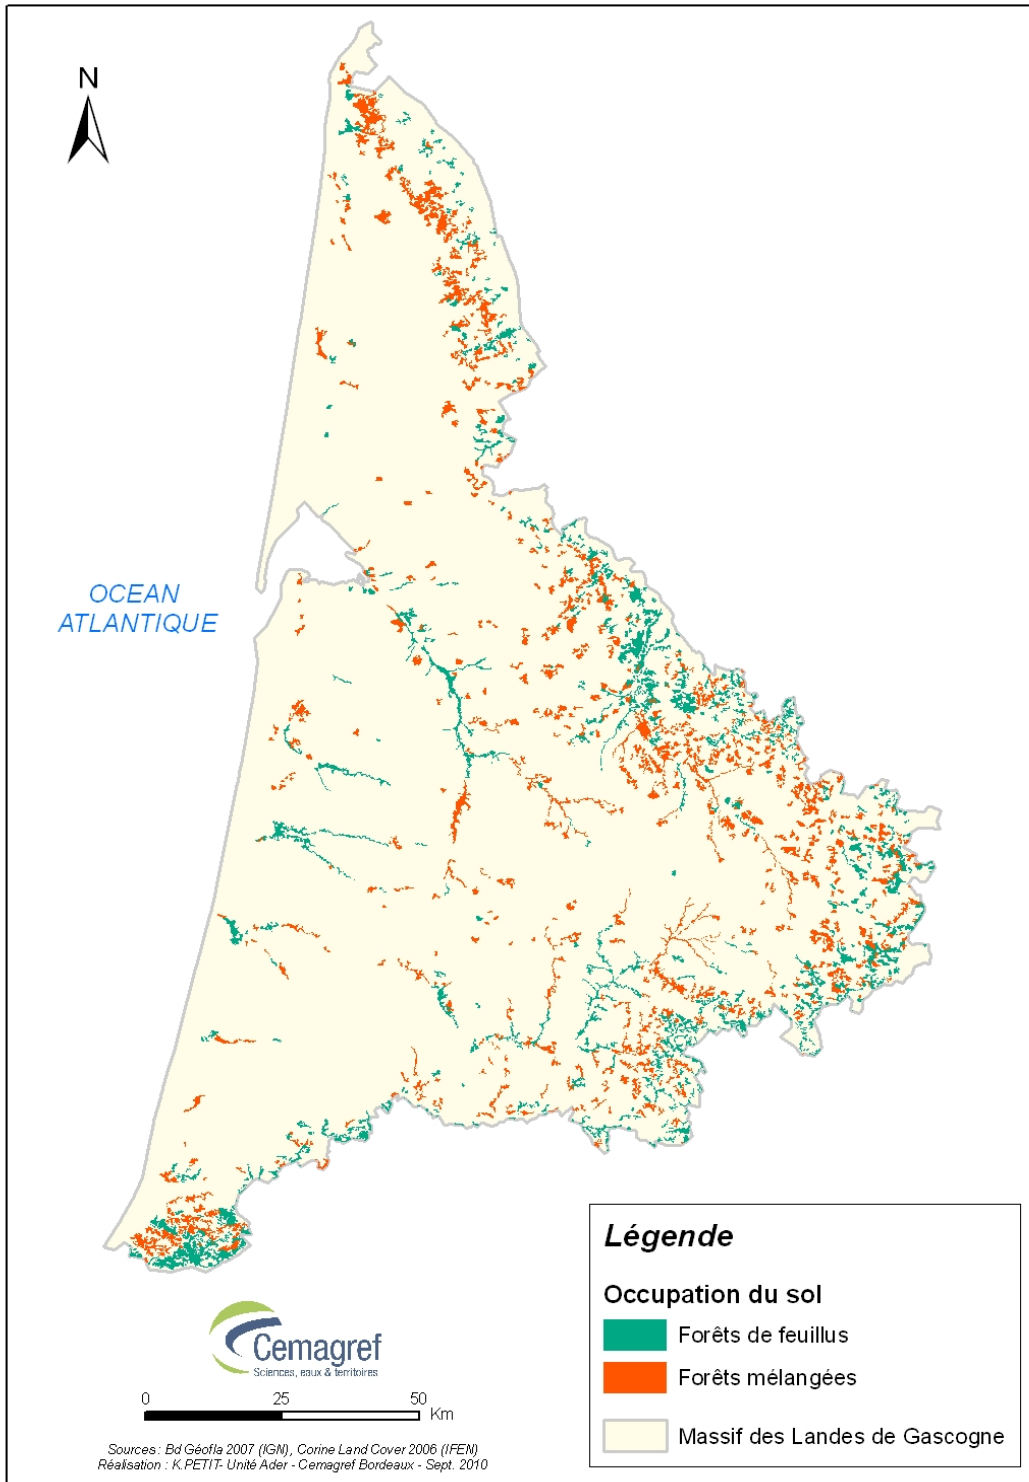 N
OCEAN
ATLANTIQUE
Légende
Occupation du sol
Forêts de feuillus
Forêts mélangées
Massif des Landes de Gascogne
Cemagref
Sciences, eaux & territoires
0 25 50
Km
Sources : Bd Géofla 2007 (IGN), Corine Land Cover 2006 (IFEN)
Réalisation : K.PETIT- Unité Ader - Cemagref Bordeaux - Sept. 2010